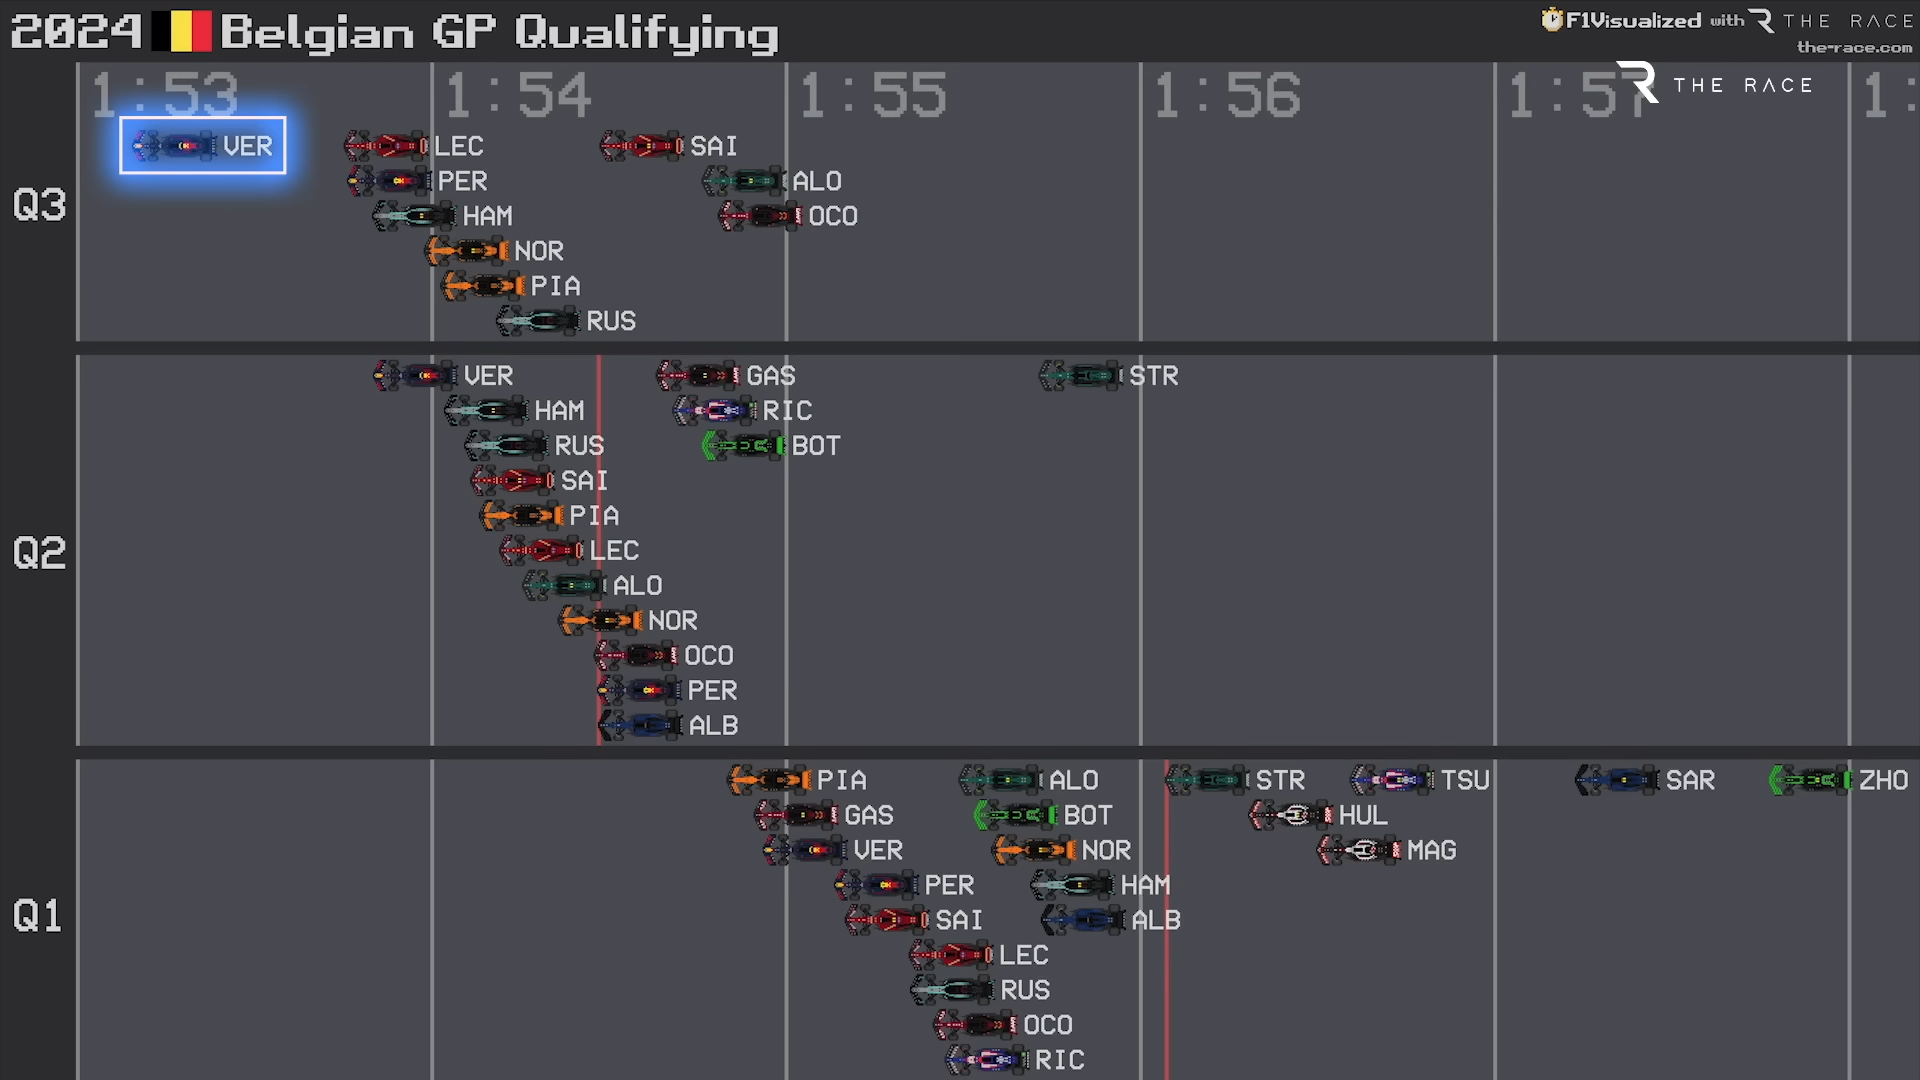 2024 Belgian GP Qualifying
F1Visualized with THE RACE
the-race.com
THE RACE
1:53 1:54 1:55 1:56 1:57 1:
Q3
VER LEC SAI
PER ALO
HAM OCO
NOR
PIA
RUS
Q2
VER GAS STR
HAM RIC
RUS BOT
SAI
PIA
LEC
ALO
NOR
OCO
PER
ALB
Q1
PIA ALO STR TSU SAR ZHO
GAS BOT HUL
VER NOR MAG
PER HAM
SAI ALB
LEC
RUS
OCO
RIC